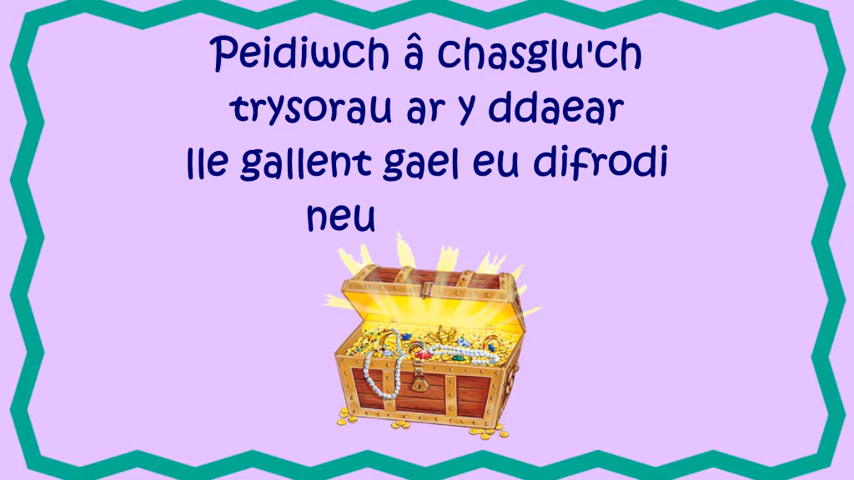 Peidiwch â chasglu'ch
trysorau ar y ddaear
lle gallent gael eu difrodi
neu